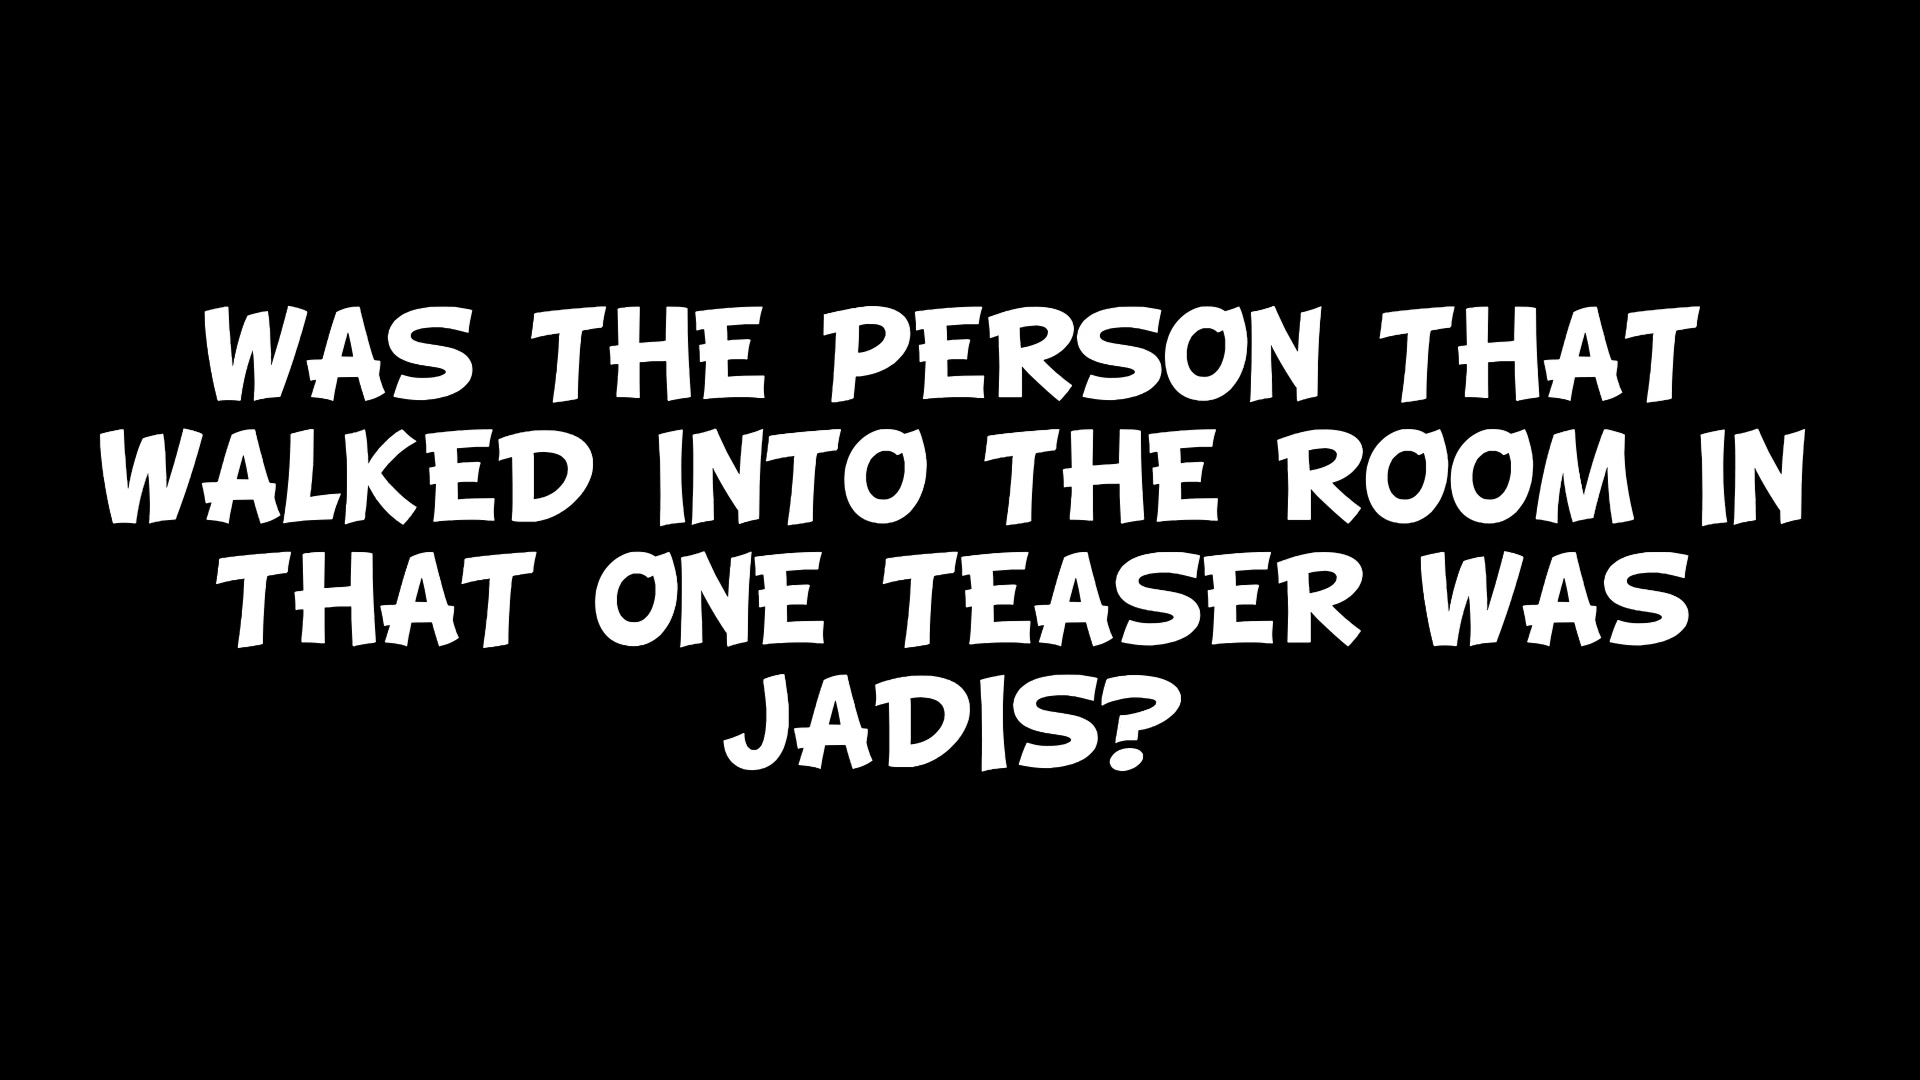 WAS THE PERSON THAT
WALKED INTO THE ROOM IN
THAT ONE TEASER WAS
JADIS?